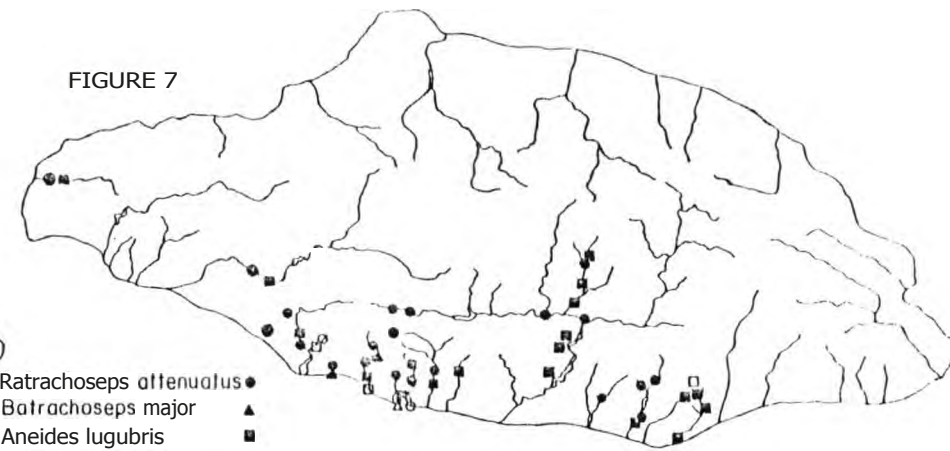 FIGURE 7
Ratrachoseps attenuatus
Batrachoseps major
Aneides lugubris